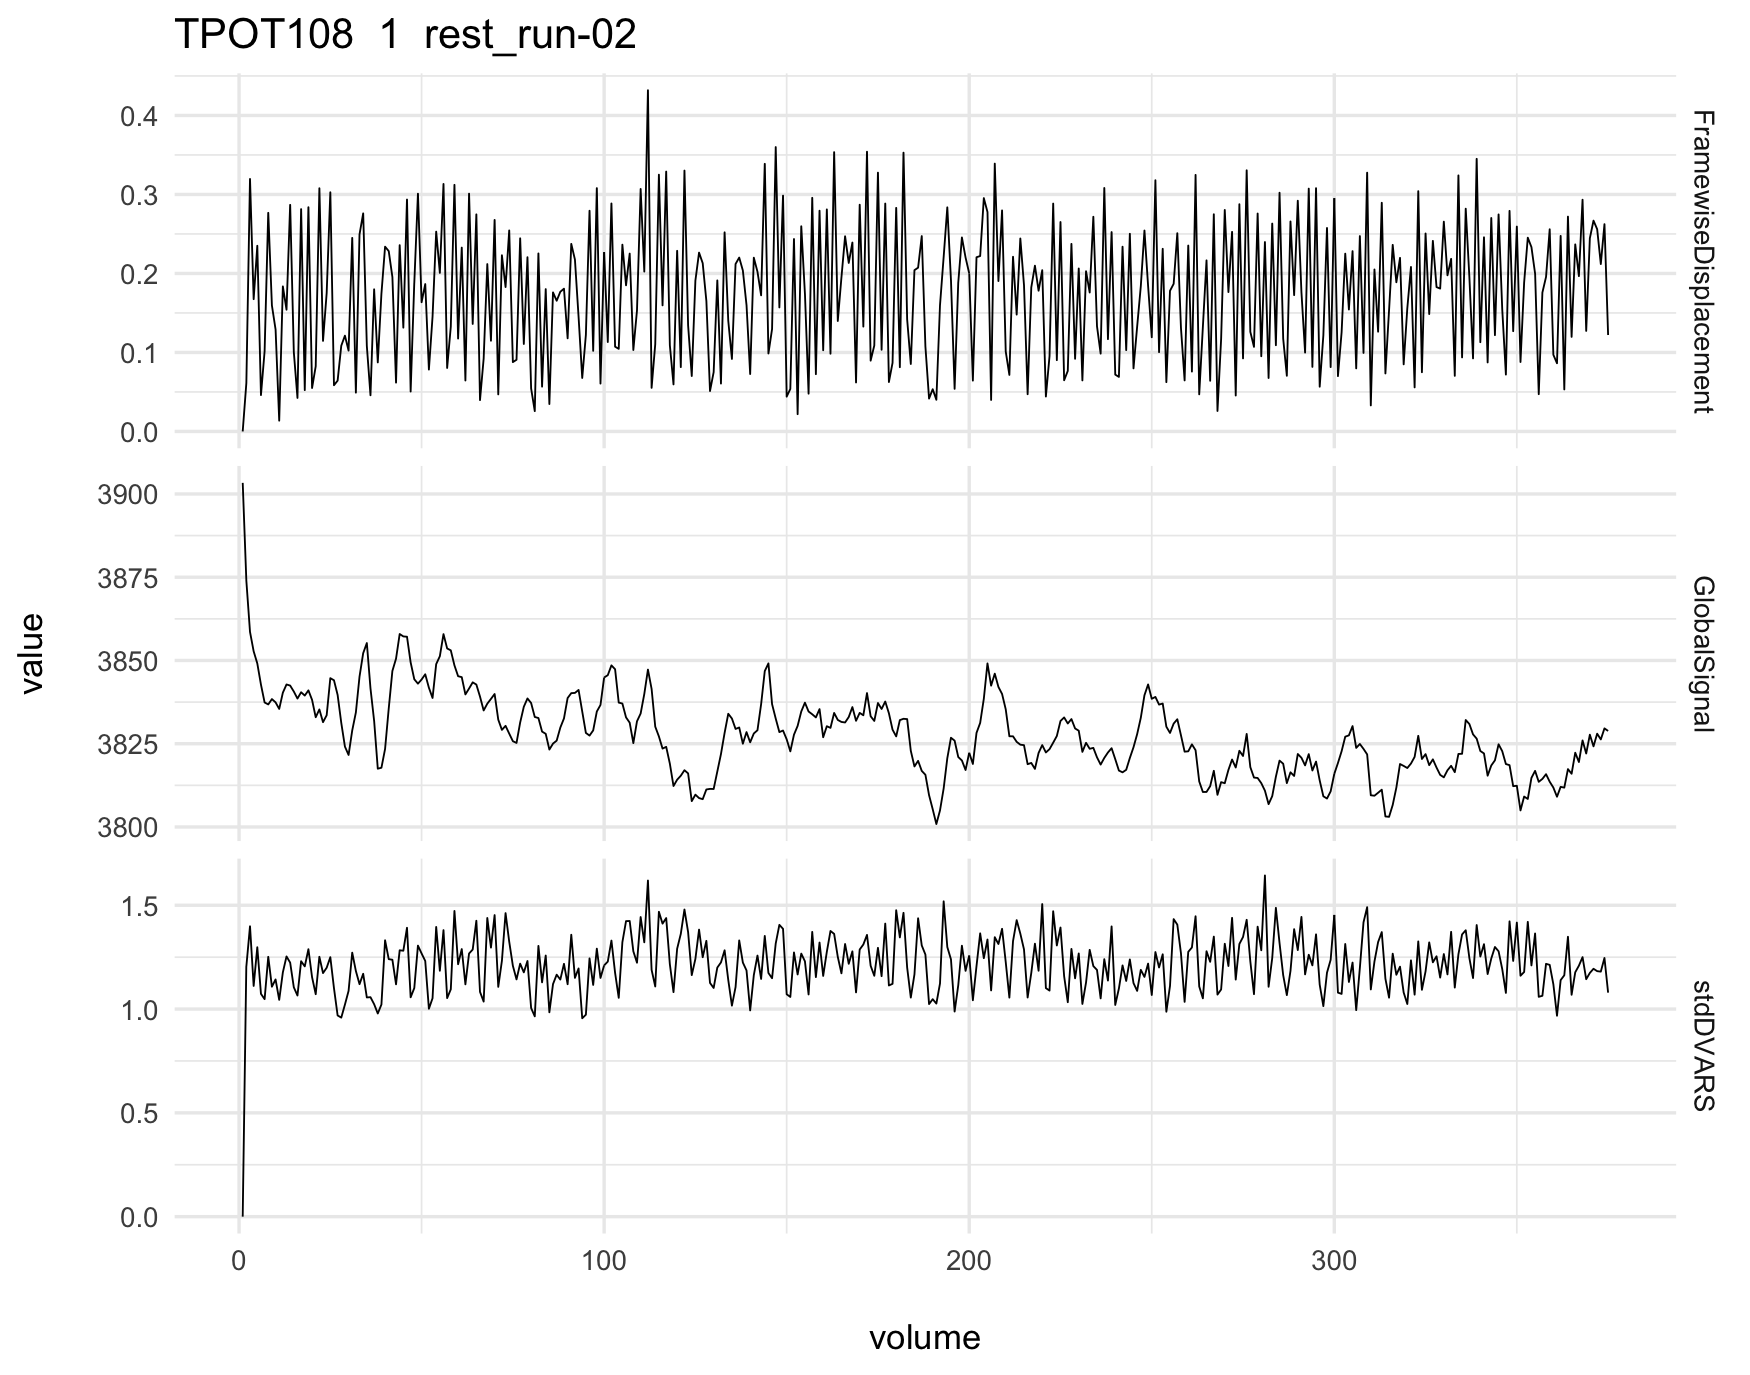 TPOT108 1 rest_run-02
value
0.4
0.3
0.2
0.1
0.0
FramewiseDisplacement
3900
3875
3850
3825
3800
GlobalSignal
1.5
1.0
0.5
0.0
stdDVARS
0 100 200 300
volume